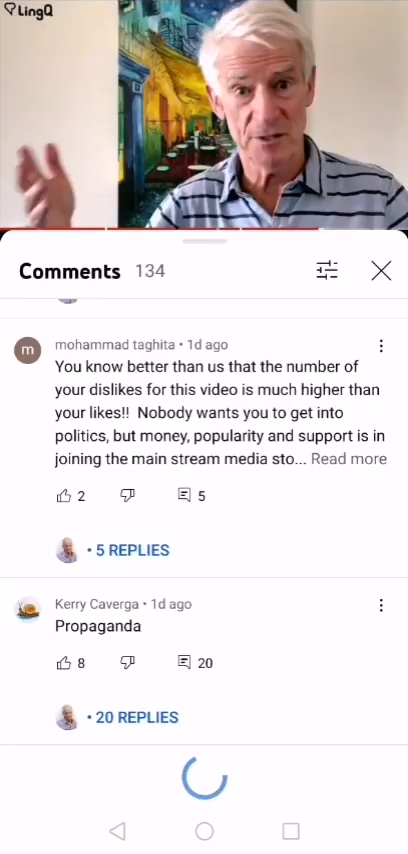 LingQ
Comments 134
mohammad taghita • 1d ago
You know better than us that the number of
your dislikes for this video is much higher than
your likes!! Nobody wants you to get into
politics, but money, popularity and support is in
joining the main stream media sto... Read more
2 5
• 5 REPLIES
Kerry Caverga • 1d ago
Propaganda
8 20
• 20 REPLIES
m